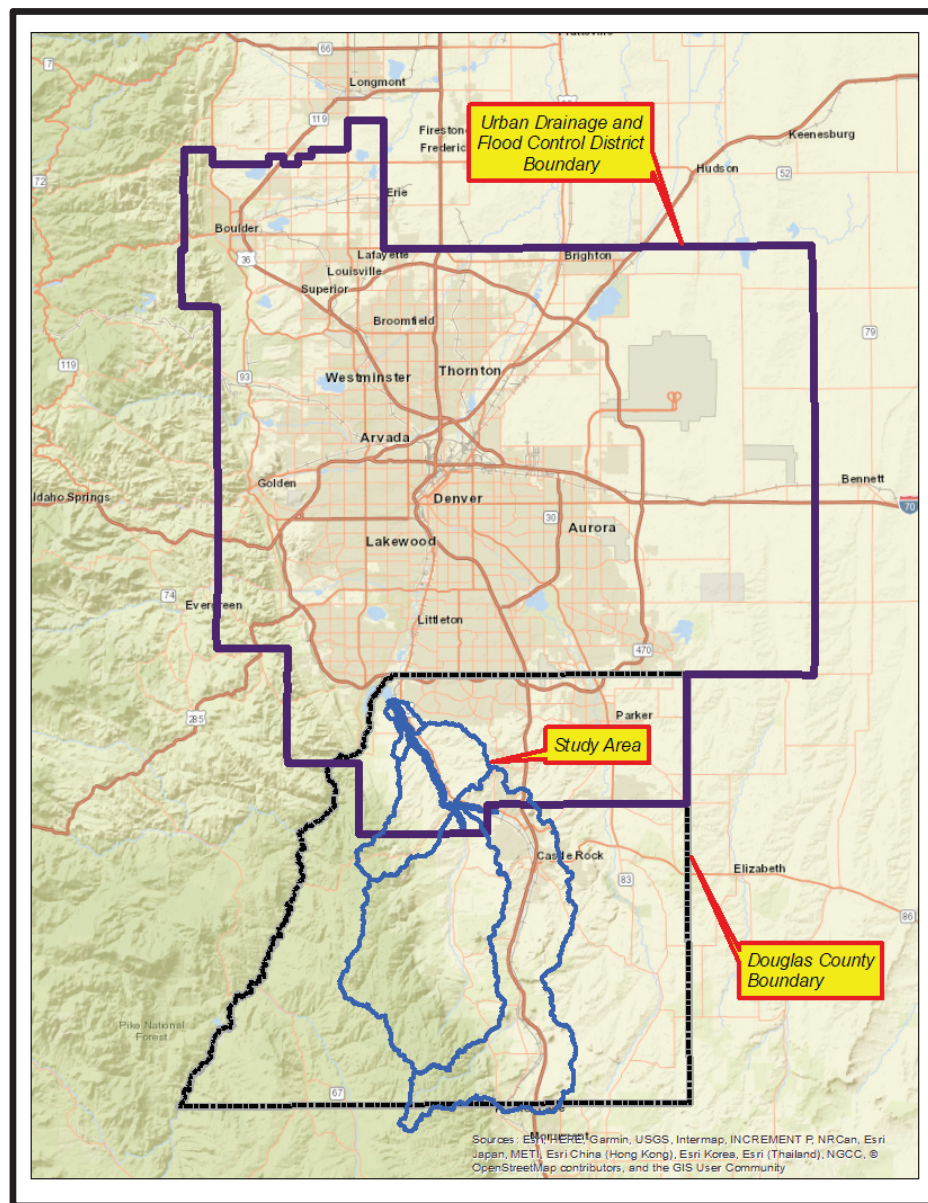 66
7
Longmont
119
Firestone
Frederic
Urban Drainage and
Flood Control District
Boundary
Keenesburg
Hudson
52
72
Erie
Boulder
36
Lafayette
Louisville
Superior
Brighton
Broomfield
79
119
93
Westminster
Thornton
Arvada
Golden
Idaho Springs
Denver
Bennett
70
30
Aurora
Lakewood
74
Evergreen
Littleton
470
285
Parker
Study Area
Castle Rock
83
Elizabeth
86
Douglas County
Boundary
Pike National
Forest
67
Monument
Sources: Esri, HERE, Garmin, USGS, Intermap, INCREMENT P, NRCan, Esri
Japan, METI, Esri China (Hong Kong), Esri Korea, Esri (Thailand), NGCC, ©
OpenStreetMap contributors, and the GIS User Community